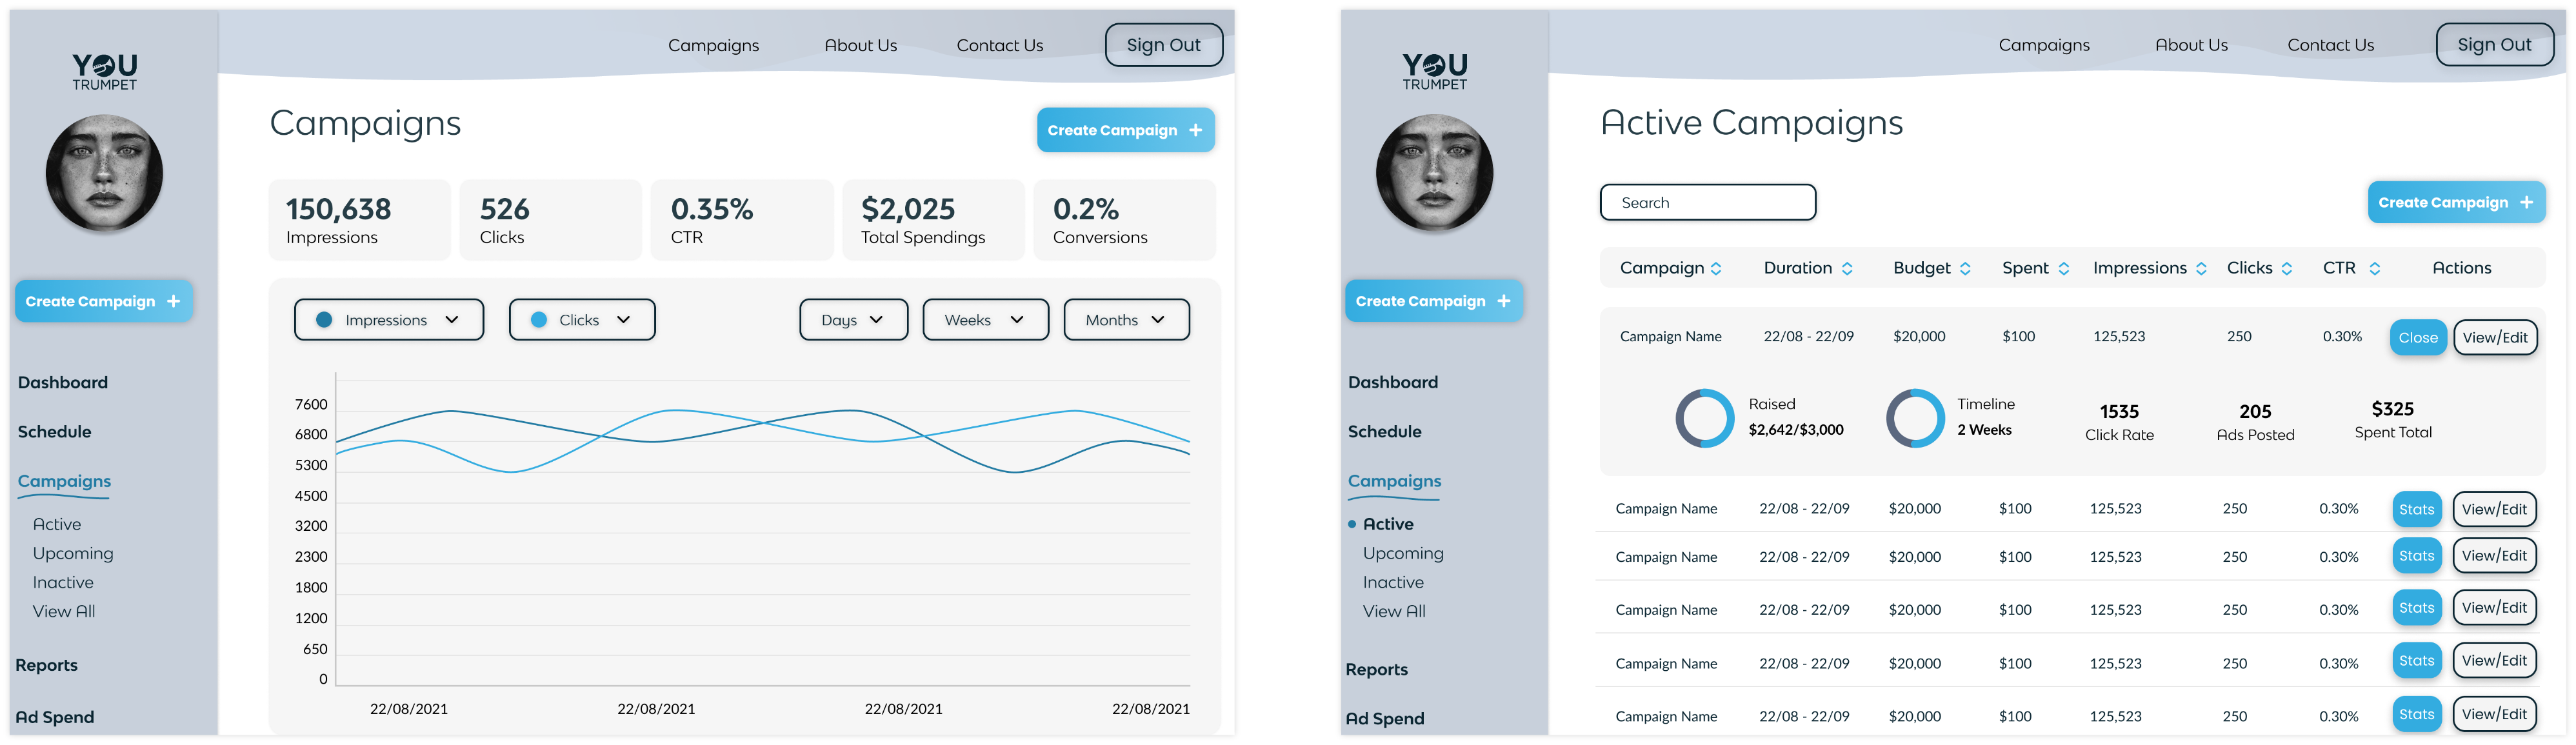 YOU
TRUMPET
Campaigns About Us Contact Us Sign Out
Campaigns
Create Campaign +
150,638 526 0.35% $2,025 0.2%
Impressions Clicks CTR Total Spendings Conversions
Create Campaign +
Impressions Clicks Days Weeks Months
Dashboard
Schedule
Campaigns
Active
Upcoming
Inactive
View All
Reports
Ad Spend
7600
6800
5300
4500
3200
2300
1800
1200
650
0
22/08/2021 22/08/2021 22/08/2021 22/08/2021
YOU
TRUMPET
Campaigns About Us Contact Us Sign Out
Active Campaigns
Search
Create Campaign +
Create Campaign +
Dashboard
Schedule
Campaigns
Active
Upcoming
Inactive
View All
Reports
Ad Spend
Campaign Duration Budget Spent Impressions Clicks CTR Actions
Campaign Name 22/08 - 22/09 $20,000 $100 125,523 250 0.30% Close View/Edit
Raised
$2,642/$3,000
Timeline
2 Weeks
1535
Click Rate
205
Ads Posted
$325
Spent Total
Campaign Name 22/08 - 22/09 $20,000 $100 125,523 250 0.30% Stats View/Edit
Campaign Name 22/08 - 22/09 $20,000 $100 125,523 250 0.30% Stats View/Edit
Campaign Name 22/08 - 22/09 $20,000 $100 125,523 250 0.30% Stats View/Edit
Campaign Name 22/08 - 22/09 $20,000 $100 125,523 250 0.30% Stats View/Edit
Campaign Name 22/08 - 22/09 $20,000 $100 125,523 250 0.30% Stats View/Edit